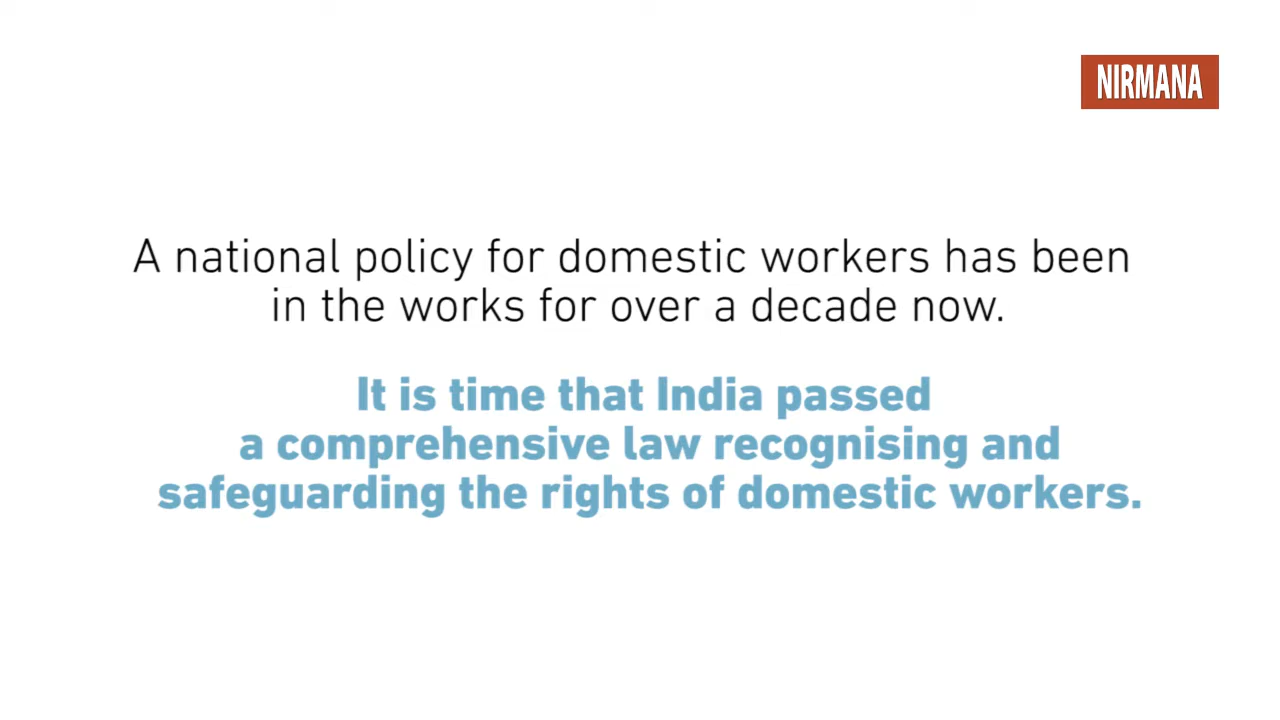 NIRMANA
A national policy for domestic workers has been
in the works for over a decade now.
It is time that India passed
a comprehensive law recognising and
safeguarding the rights of domestic workers.